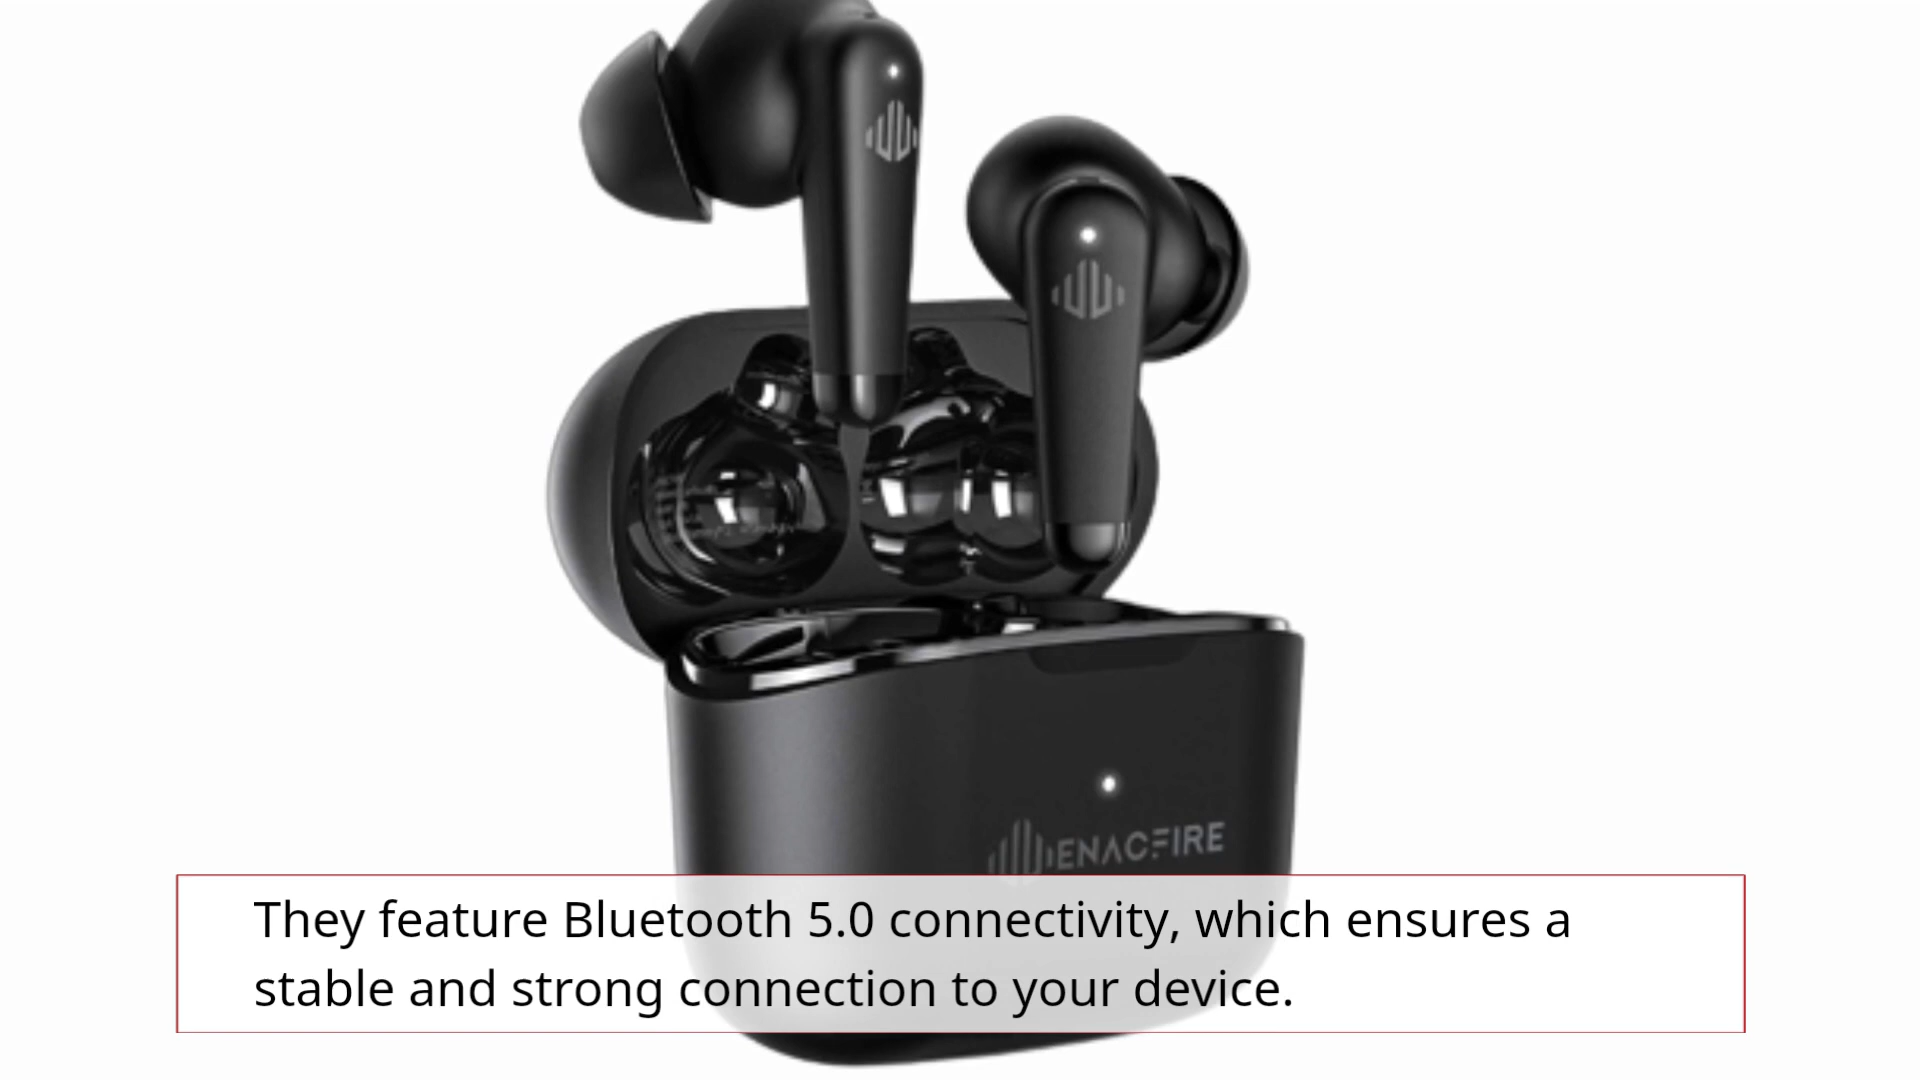 ENACFIRE
They feature Bluetooth 5.0 connectivity, which ensures a
stable and strong connection to your device.